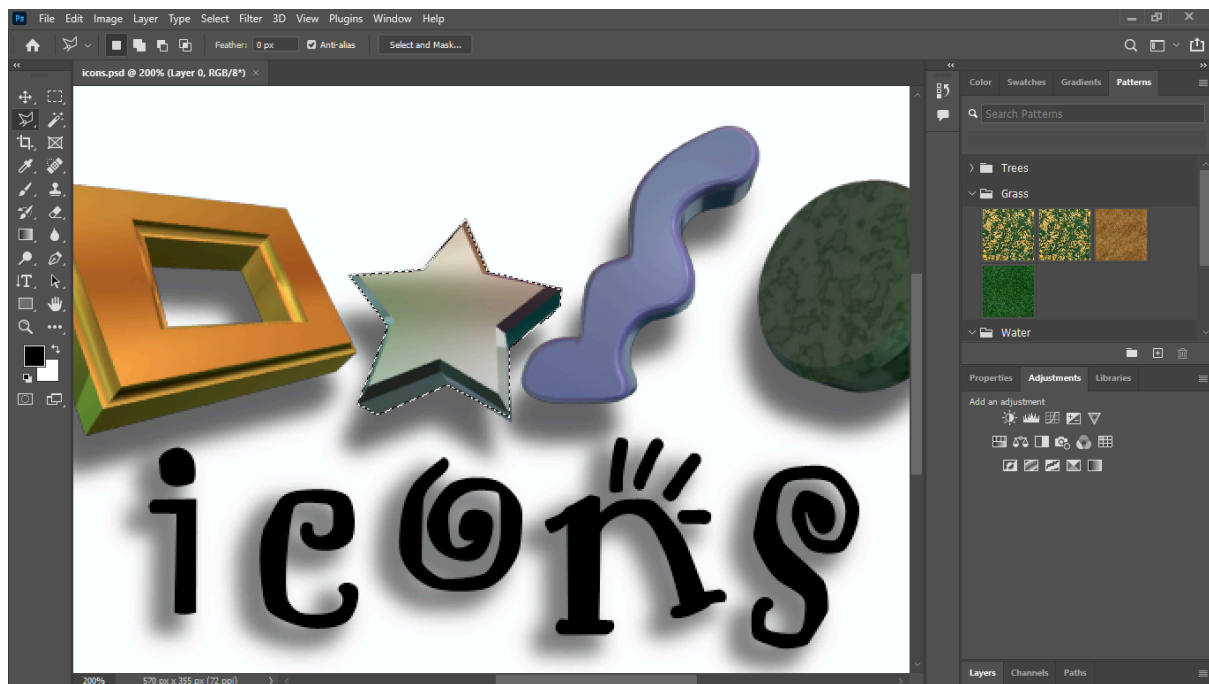 Ps File Edit Image Layer Type Select Filter 3D View Plugins Window Help
Feather: 0 px Anti-alias Select and Mask...
icons.psd @ 200% (Layer 0, RGB/8*) ×
Color Swatches Gradients Patterns
Search Patterns
Trees
Grass
Water
Properties Adjustments Libraries
Add an adjustment
icons
Layers Channels Paths
200% 570 px x 355 px (72 ppi)